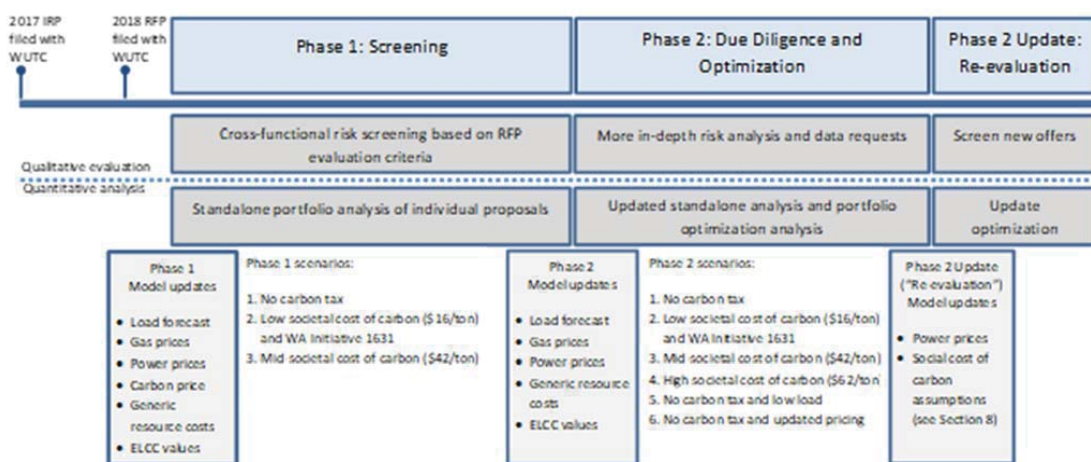 2017 IRP
filed with
WUTC
2018 RFP
filed with
WUTC
Phase 1: Screening
Phase 2: Due Diligence and
Optimization
Phase 2 Update:
Re-evaluation
Cross-functional risk screening based on RFP
evaluation criteria
More in-depth risk analysis and data requests
Screen new offers
Qualitative evaluation
Quantitative analysis
Standalone portfolio analysis of individual proposals
Updated standalone analysis and portfolio
optimization analysis
Update
optimization
Phase 1
Model updates
• Load forecast
• Gas prices
• Power prices
• Carbon price
• Generic
resource costs
• ELCC values
Phase 1 scenarios:
1. No carbon tax
2. Low societal cost of carbon ($16/ton)
and WA Initiative 1631
3. Mid societal cost of carbon ($42/ton)
Phase 2
Model updates
• Load forecast
• Gas prices
• Power prices
• Generic resource
costs
• ELCC values
Phase 2 scenarios:
1. No carbon tax
2. Low societal cost of carbon ($16/ton)
and WA Initiative 1631
3. Mid societal cost of carbon ($42/ton)
4. High societal cost of carbon ($62/ton)
5. No carbon tax and low load
6. No carbon tax and updated pricing
Phase 2 Update
("Re-evaluation")
Model updates
• Power prices
• Social cost of
carbon
assumptions
(see Section 8)